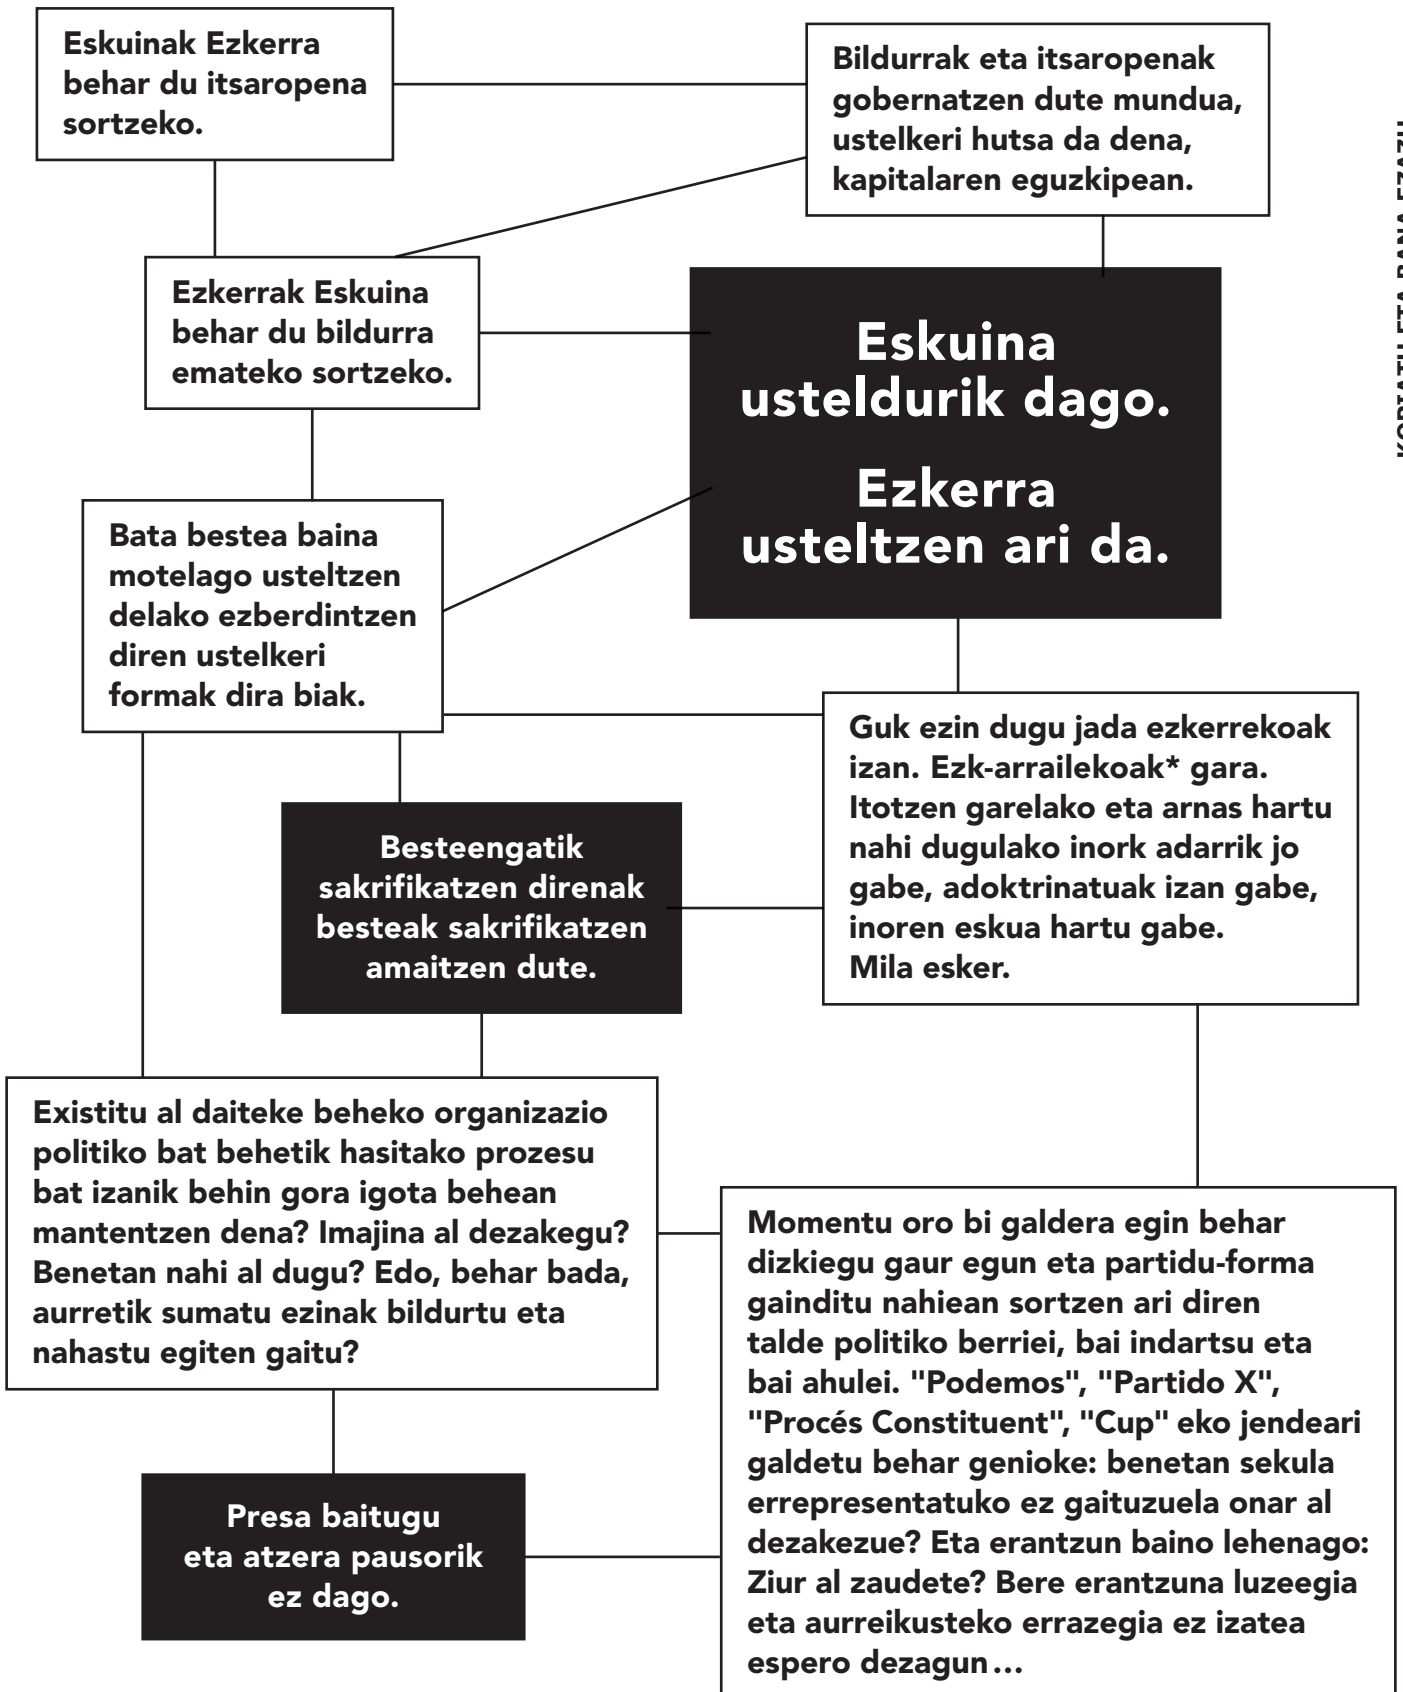 Eskuinak Ezkerra
behar du itsaropena
sortzeko.
Bildurrak eta itsaropenak
gobernatzen dute mundua,
ustelkeri hutsa da dena,
kapitalaren eguzkipean.
Ezkerrak Eskuina
behar du bildurra
emateko sortzeko.
Eskuina
usteldurik dago.
Ezkerra
usteltzen ari da.
Bata bestea baina
motelago usteltzen
delako ezberdintzen
diren ustelkeri
formak dira biak.
Guk ezin dugu jada ezkerrekoak
izan. Ezk-arrailekoak* gara.
Itotzen garelako eta arnas hartu
nahi dugulako inork adarrik jo
gabe, adoktrinatuak izan gabe,
inoren eskua hartu gabe.
Mila esker.
Besteengatik
sakrifikatzen direnak
besteak sakrifikatzen
amaitzen dute.
Existitu al daiteke beheko organizazio
politiko bat behetik hasitako prozesu
bat izanik behin gora igota behean
mantentzen dena? Imajina al dezakegu?
Benetan nahi al dugu? Edo, behar bada,
aurretik sumatu ezinak bildurtu eta
nahastu egiten gaitu?
Momentu oro bi galdera egin behar
dizkiegu gaur egun eta partidu-forma
gainditu nahiean sortzen ari diren
talde politiko berriei, bai indartsu eta
bai ahulei. "Podemos", "Partido X",
"Procés Constituent", "Cup" eko jendeari
galdetu behar genioke: benetan sekula
errepresentatuko ez gaituzuela onar al
dezakezue? Eta erantzun baino lehenago:
Ziur al zaudete? Bere erantzuna luzeegia
eta aurreikusteko errazegia ez izatea
espero dezagun...
Presa baitugu
eta atzera pausorik
ez dago.